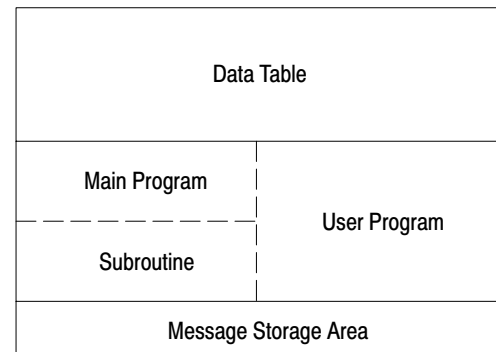 Data Table
Main Program
User Program
Subroutine
Message Storage Area